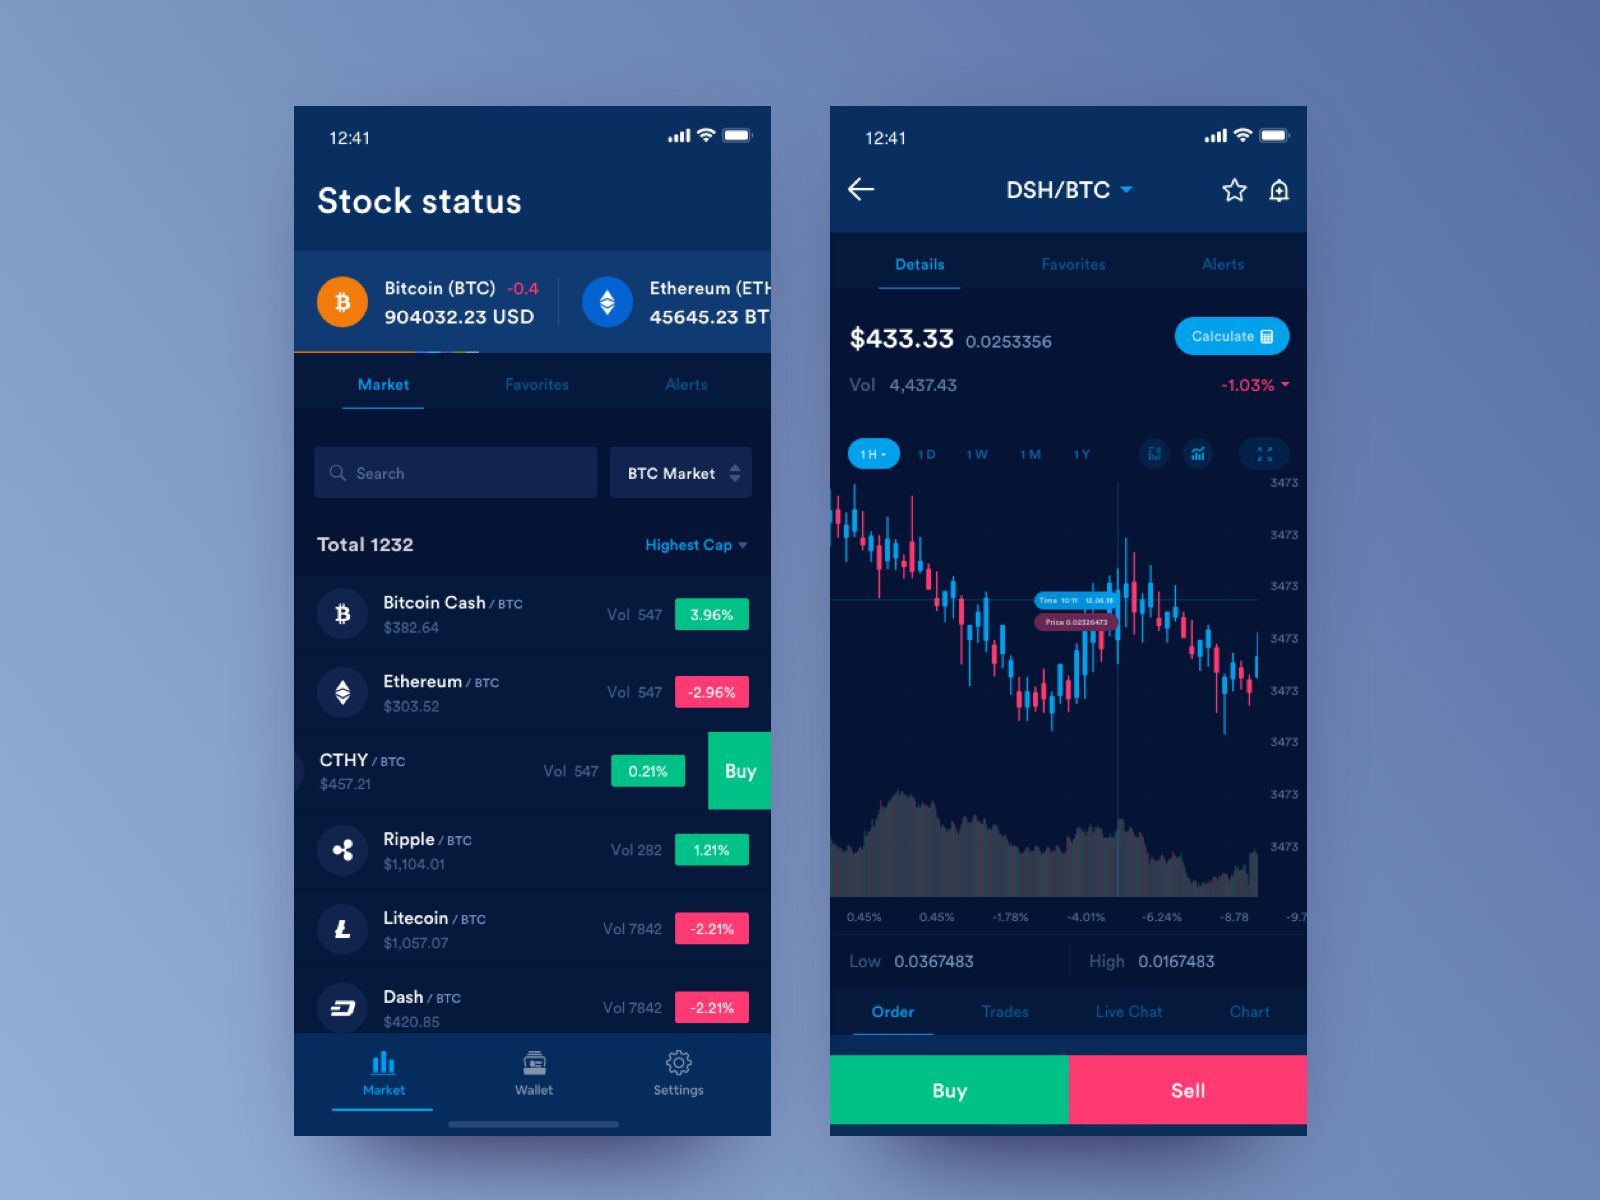 12:41
Stock status
Bitcoin (BTC) -0.4
904032.23 USD
Ethereum (ETH
45645.23 BT
Market Favorites Alerts
Search
BTC Market
Total 1232
Highest Cap
Bitcoin Cash / BTC
$382.64
Vol 547
3.96%
Ethereum / BTC
$303.52
Vol 547
-2.96%
CTHY / BTC
$457.21
Vol 547
0.21%
Buy
Ripple / BTC
$1,104.01
Vol 282
1.21%
Litecoin / BTC
$1,057.07
Vol 7842
-2.21%
Dash / BTC
$420.85
Vol 7842
-2.21%
Market Wallet Settings
12:41
DSH/BTC
Details Favorites Alerts
$433.33 0.0253356
Calculate
Vol 4,437.43
-1.03%
1 H 1 D 1 W 1 M 1 Y
3473
3473
3473
Time 10:11 12.06.18
Price 0.02326473
3473
3473
3473
3473
3473
0.45% 0.45% -1.78% -4.01% -6.24% -8.78 -9.7
Low 0.0367483 High 0.0167483
Order Trades Live Chat Chart
Buy Sell